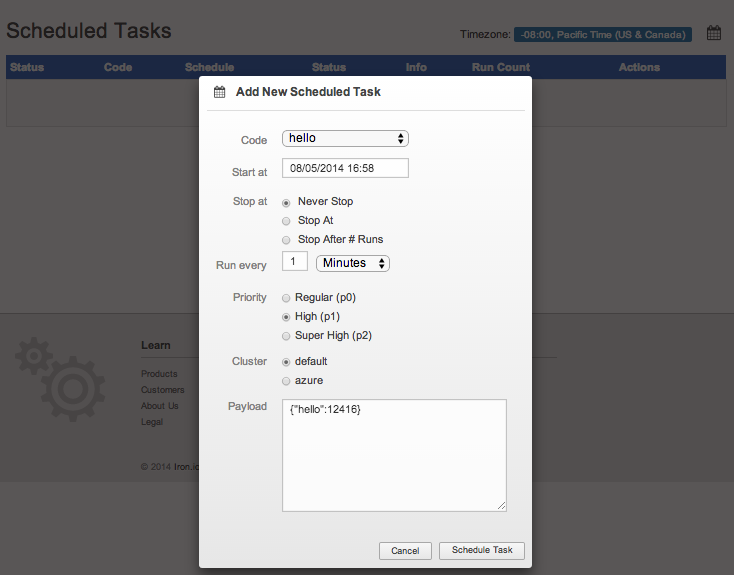 Scheduled Tasks
Timezone: -08:00, Pacific Time (US & Canada)
Status Code Schedule Status Info Run Count Actions
Add New Scheduled Task
Code hello
Start at 08/05/2014 16:58
Stop at Never Stop
Stop At
Stop After # Runs
Run every 1 Minutes
Priority Regular (p0)
High (p1)
Super High (p2)
Cluster default
azure
Payload {"hello":12416}
Cancel Schedule Task
Learn
Products
Customers
About Us
Legal
© 2014 Iron.io